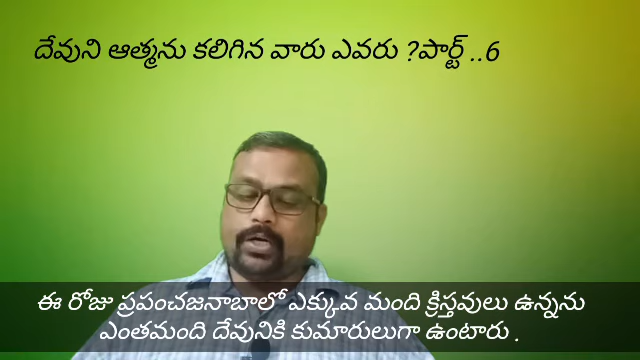 దేవుని ఆత్మను కలిగిన వారు ఎవరు ?పార్ట్ ..6
ఈ రోజు ప్రపంచజనాబాలో ఎక్కువ మంది క్రిస్తవులు ఉన్నను
ఎంతమంది దేవునికి కుమారులుగా ఉంటారు .